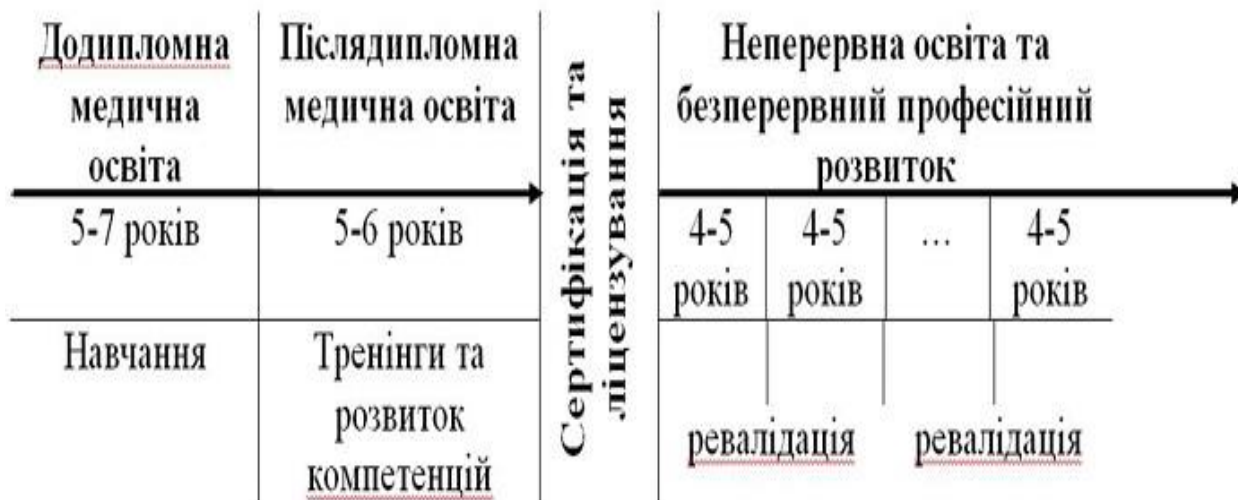 Додипломна
медична
освіта
Післядипломна
медична освіта
Сертифікація та
ліцензування
Неперервна освіта та
безперервний професійний
розвиток
5-7 років
5-6 років
4-5
років
4-5
років
...
4-5
років
Навчання
Тренінги та
розвиток
компетенцій
ревалідація
ревалідація